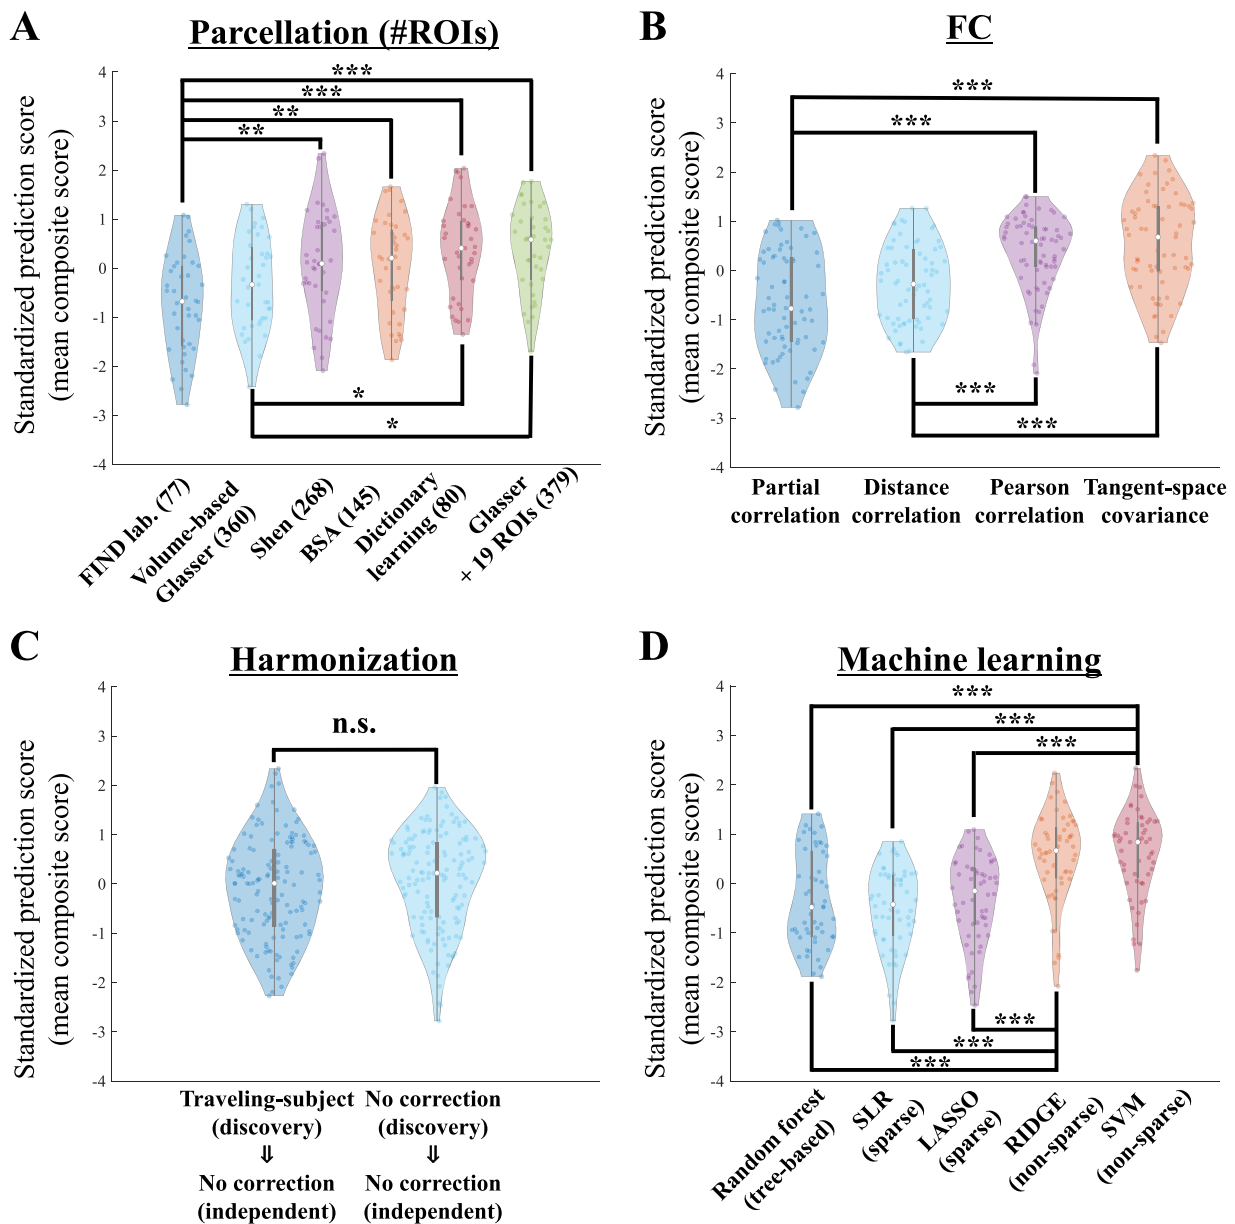 A
Parcellation (#ROIs)
Standardized prediction score
(mean composite score)
4
3
2
1
0
-1
-2
-3
-4
***
***
**
**
*
*
FIND lab. (77)
Volume-based
Glasser (360)
Shen (268)
BSA (145)
Dictionary
learning (80)
Glasser
+ 19 ROIs (379)
B
FC
Standardized prediction score
(mean composite score)
4
3
2
1
0
-1
-2
-3
-4
***
***
***
***
Partial
correlation
Distance
correlation
Pearson
correlation
Tangent-space
covariance
C
Harmonization
Standardized prediction score
(mean composite score)
4
3
2
1
0
-1
-2
-3
-4
n.s.
Traveling-subject
(discovery)
⇓
No correction
(independent)
No correction
(discovery)
⇓
No correction
(independent)
D
Machine learning
Standardized prediction score
(mean composite score)
4
3
2
1
0
-1
-2
-3
-4
***
***
***
***
***
***
Random forest
(tree-based)
SLR
(sparse)
LASSO
(sparse)
RIDGE
(non-sparse)
SVM
(non-sparse)